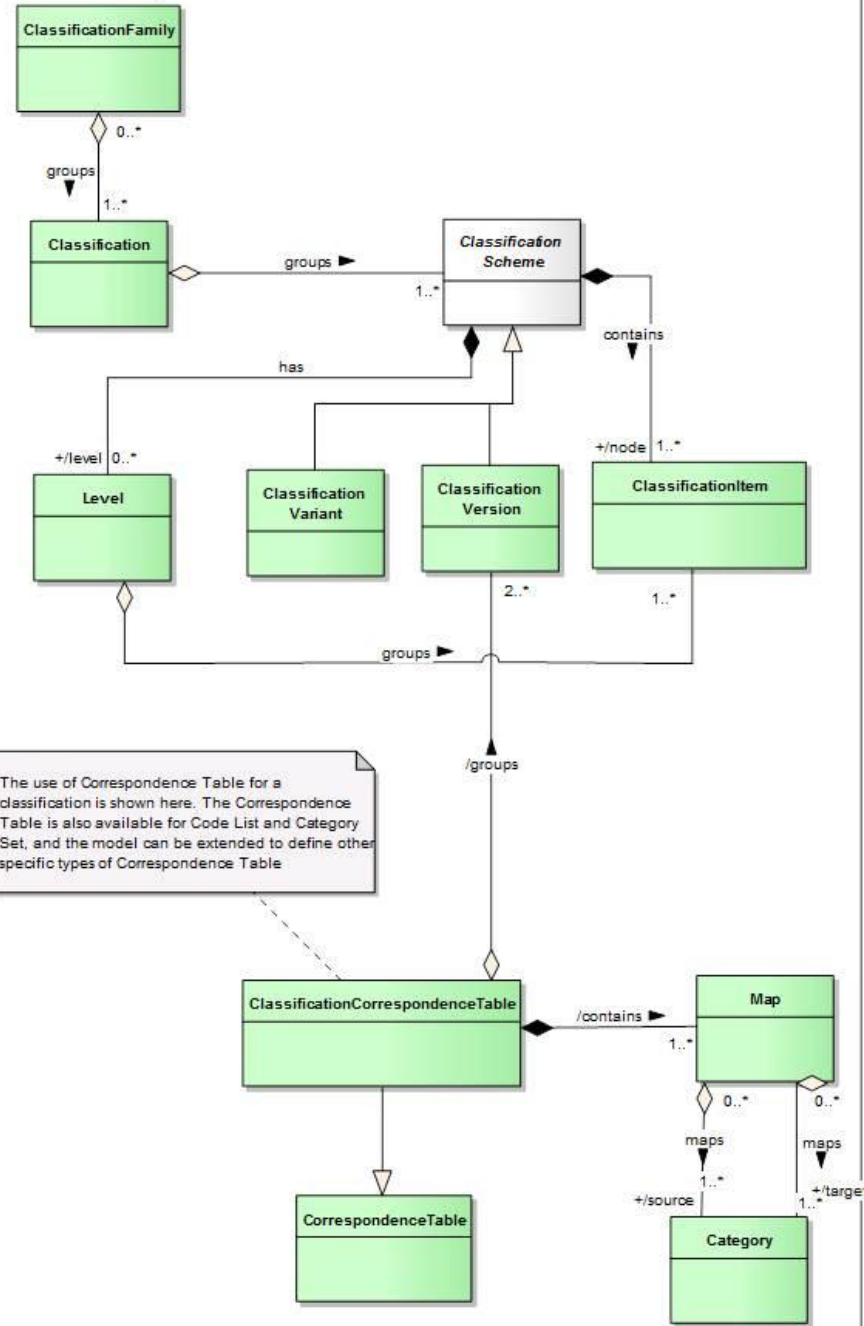 ClassificationFamily
0..*
groups
1..*
Classification
groups
1..*
Classification
Scheme
contains
has
+/level 0..*
+/node 1..*
Level
Classification
Variant
Classification
Version
ClassificationItem
2..*
1..*
groups
/groups
The use of Correspondence Table for a
classification is shown here. The Correspondence
Table is also available for Code List and Category
Set, and the model can be extended to define other
specific types of Correspondence Table
ClassificationCorrespondenceTable
/contains
1..*
Map
0..*
0..*
maps
maps
1..*
+/source
+/targe
1..*
CorrespondenceTable
Category